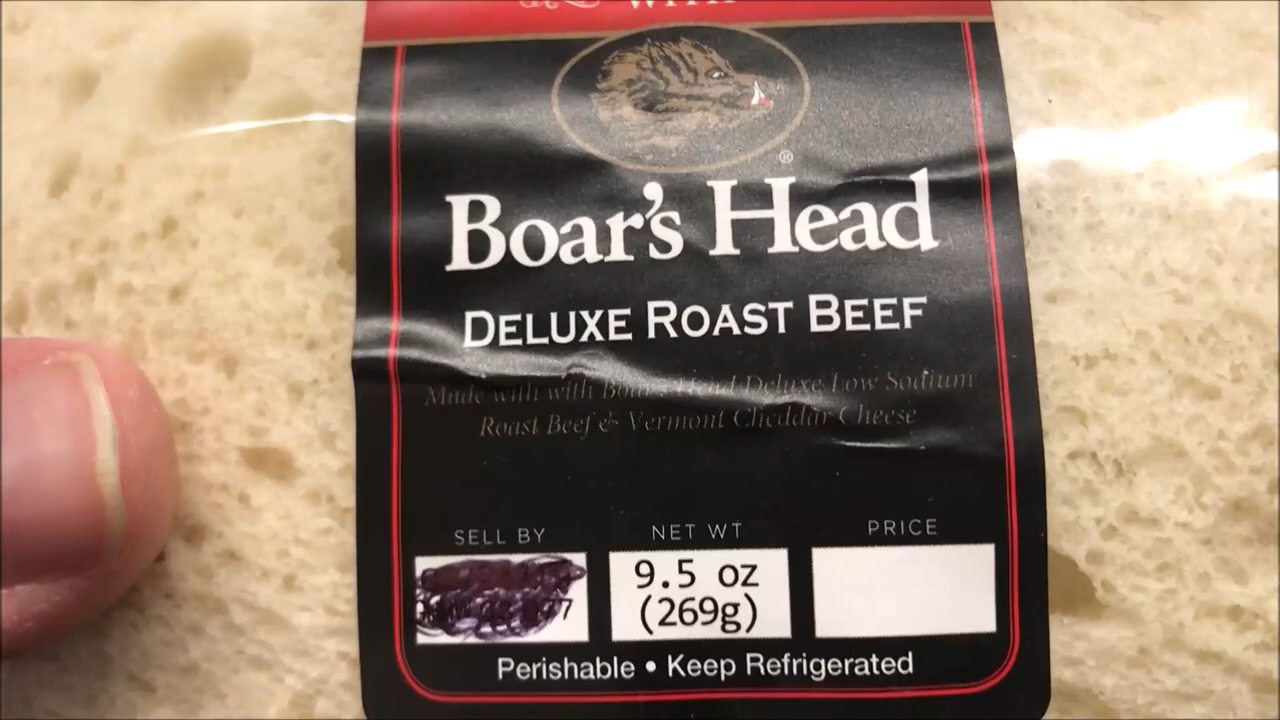 WITH
®
Boar's Head
DELUXE ROAST BEEF
Made with with Boar's Head Deluxe Low Sodium
Roast Beef & Vermont Cheddar Cheese
SELL BY
NET WT
PRICE
9.5 oz
(269g)
Perishable • Keep Refrigerated